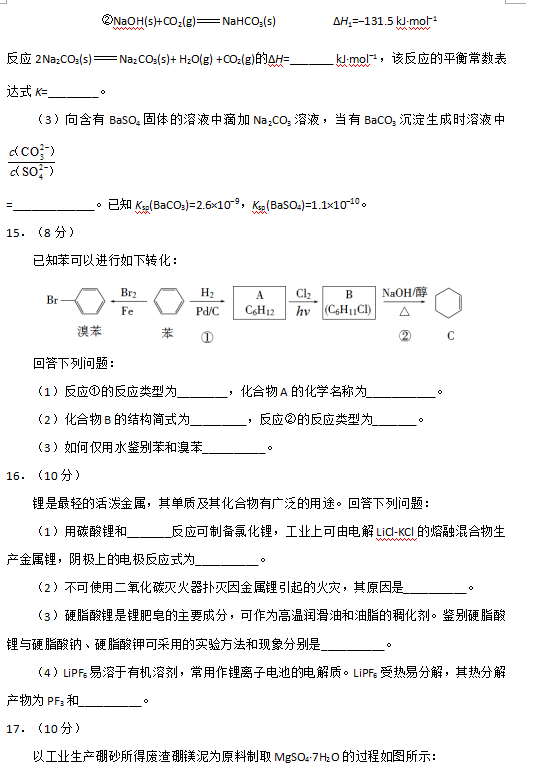 ②NaOH(s)+CO₂(g)══NaHCO₃(s) ΔH₁=−131.5 kJ·mol⁻¹
反应 2Na₂CO₃(s)══Na₂CO₃(s)+ H₂O(g) +CO₂(g)的ΔH=_______ kJ·mol⁻¹，该反应的平衡常数表
达式 K=________。
（3）向含有 BaSO₄ 固体的溶液中滴加 Na₂CO₃ 溶液，当有 BaCO₃ 沉淀生成时溶液中
c(CO₃²⁻)
c(SO₄²⁻)
=_____________。已知 Ksp(BaCO₃)=2.6×10⁻⁹，Ksp(BaSO₄)=1.1×10⁻¹⁰。
15．（8 分）
已知苯可以进行如下转化：
Br Br₂ H₂ A Cl₂ B NaOH/醇
Fe Pd/C C₆H₁₂ hν (C₆H₁₁Cl) △
溴苯 苯 ① ② C
回答下列问题：
（1）反应①的反应类型为________，化合物 A 的化学名称为___________。
（2）化合物 B 的结构简式为_________，反应②的反应类型为_______。
（3）如何仅用水鉴别苯和溴苯__________。
16．（10 分）
锂是最轻的活泼金属，其单质及其化合物有广泛的用途。回答下列问题：
（1）用碳酸锂和_______反应可制备氯化锂，工业上可由电解 LiCl-KCl 的熔融混合物生
产金属锂，阴极上的电极反应式为__________。
（2）不可使用二氧化碳灭火器扑灭因金属锂引起的火灾，其原因是__________。
（3）硬脂酸锂是锂肥皂的主要成分，可作为高温润滑油和油脂的稠化剂。鉴别硬脂酸
锂与硬脂酸钠、硬脂酸钾可采用的实验方法和现象分别是__________。
（4）LiPF₆ 易溶于有机溶剂，常用作锂离子电池的电解质。LiPF₆ 受热易分解，其热分解
产物为 PF₃ 和__________。
17．（10 分）
以工业生产硼砂所得废渣硼镁泥为原料制取 MgSO₄·7H₂O 的过程如图所示：